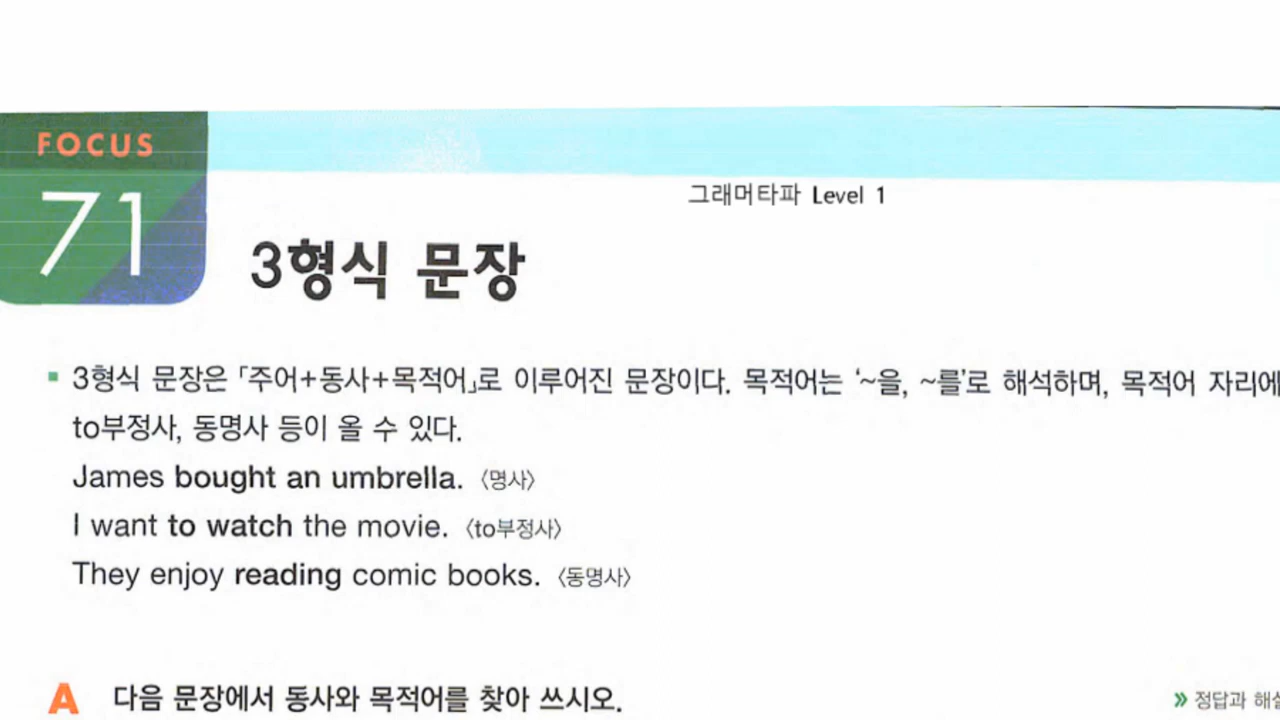 FOCUS
71
그래머타파 Level 1
3형식 문장
▪ 3형식 문장은 「주어+동사+목적어」로 이루어진 문장이다. 목적어는 ‘~을, ~를’로 해석하며, 목적어 자리에
to부정사, 동명사 등이 올 수 있다.
James bought an umbrella. 〈명사〉
I want to watch the movie. 〈to부정사〉
They enjoy reading comic books. 〈동명사〉
A 다음 문장에서 동사와 목적어를 찾아 쓰시오.
» 정답과 해설